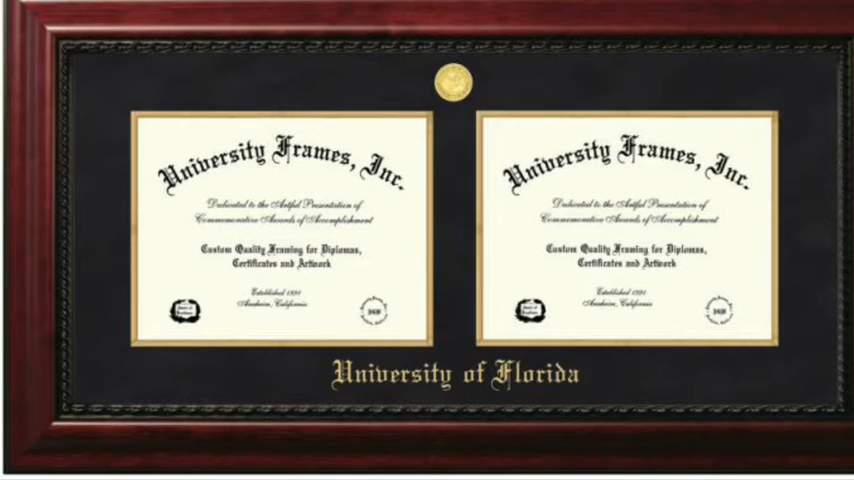 University Frames, Inc.
Dedicated to the Artful Presentation of
Commemorative Awards of Accomplishment
Custom Quality Framing for Diplomas,
Certificates and Artwork
Established 1991
Anaheim, California
University Frames, Inc.
Dedicated to the Artful Presentation of
Commemorative Awards of Accomplishment
Custom Quality Framing for Diplomas,
Certificates and Artwork
Established 1991
Anaheim, California
University of Florida